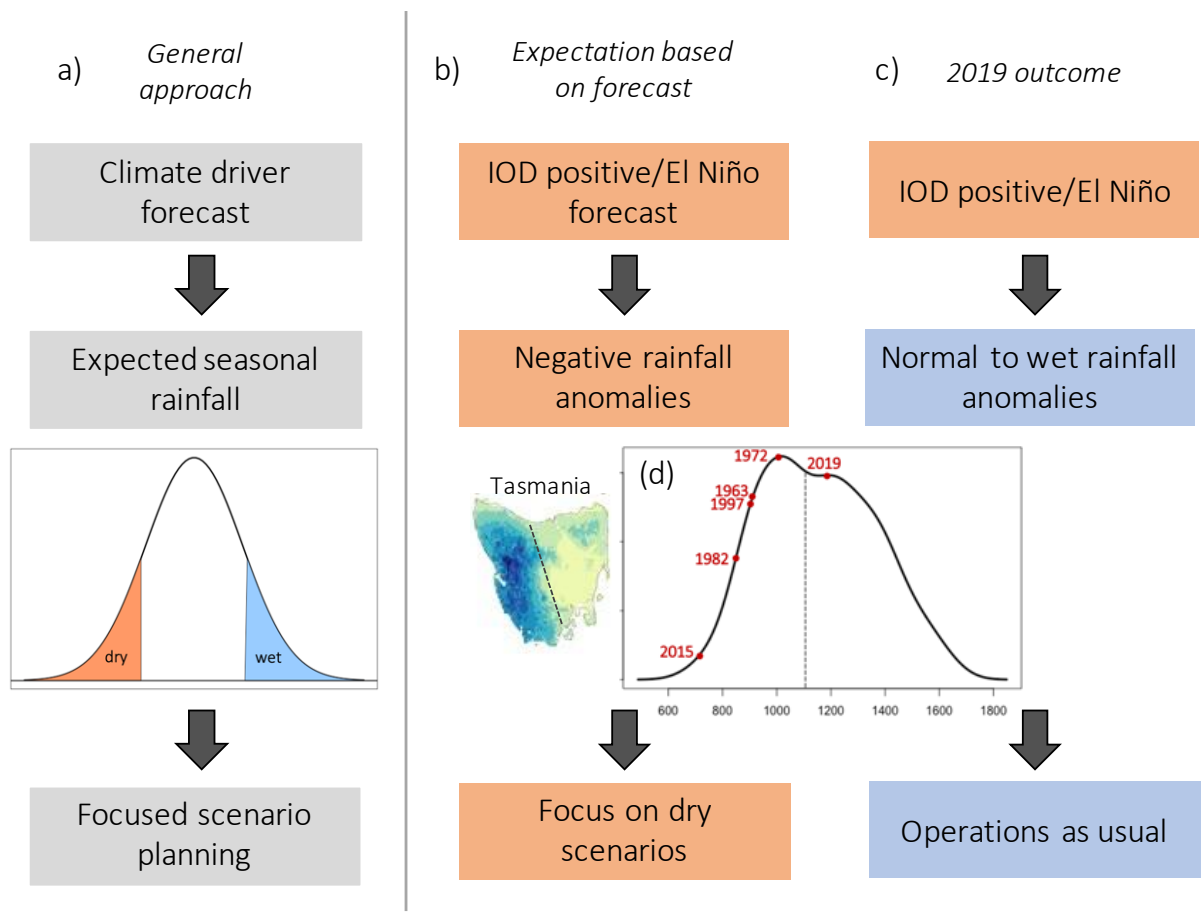 a)
General
approach
Climate driver
forecast
Expected seasonal
rainfall
dry
wet
Focused scenario
planning
b)
Expectation based
on forecast
IOD positive/El Niño
forecast
Negative rainfall
anomalies
Tasmania
Focus on dry
scenarios
c)
2019 outcome
IOD positive/El Niño
Normal to wet rainfall
anomalies
(d)
1972
2019
1963
1997
1982
2015
600 800 1000 1200 1400 1600 1800
Operations as usual